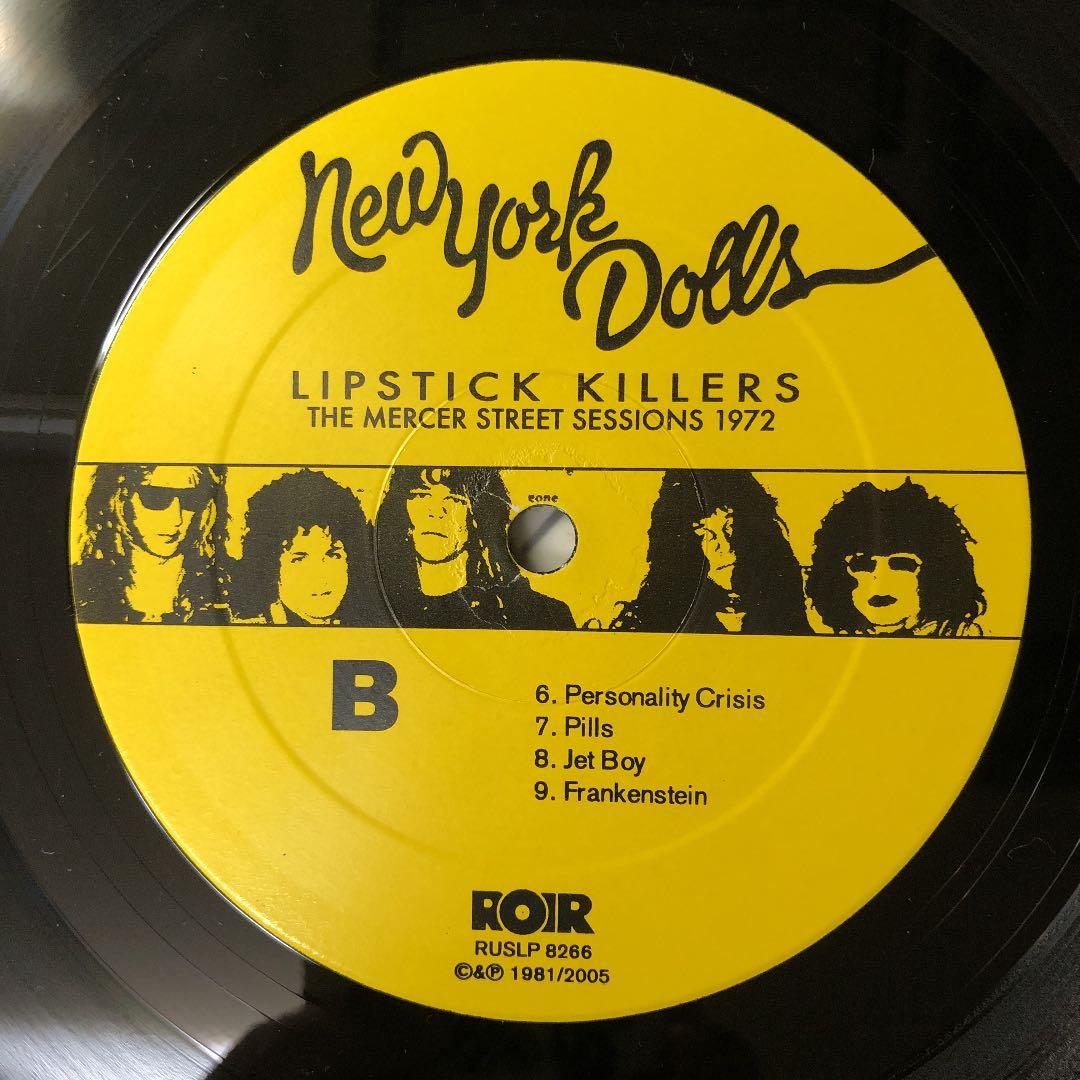 New York
Dolls
LIPSTICK KILLERS
THE MERCER STREET SESSIONS 1972
B
6. Personality Crisis
7. Pills
8. Jet Boy
9. Frankenstein
ROIR
RUSLP 8266
©&℗ 1981/2005